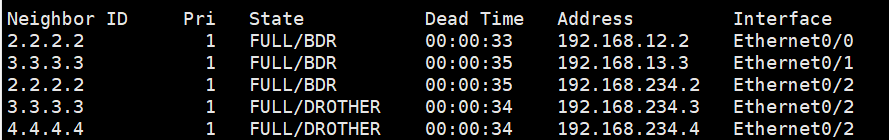 Neighbor ID     Pri   State           Dead Time   Address         Interface
2.2.2.2           1   FULL/BDR        00:00:33    192.168.12.2    Ethernet0/0
3.3.3.3           1   FULL/BDR        00:00:35    192.168.13.3    Ethernet0/1
2.2.2.2           1   FULL/BDR        00:00:35    192.168.234.2   Ethernet0/2
3.3.3.3           1   FULL/DROTHER    00:00:34    192.168.234.3   Ethernet0/2
4.4.4.4           1   FULL/DROTHER    00:00:34    192.168.234.4   Ethernet0/2